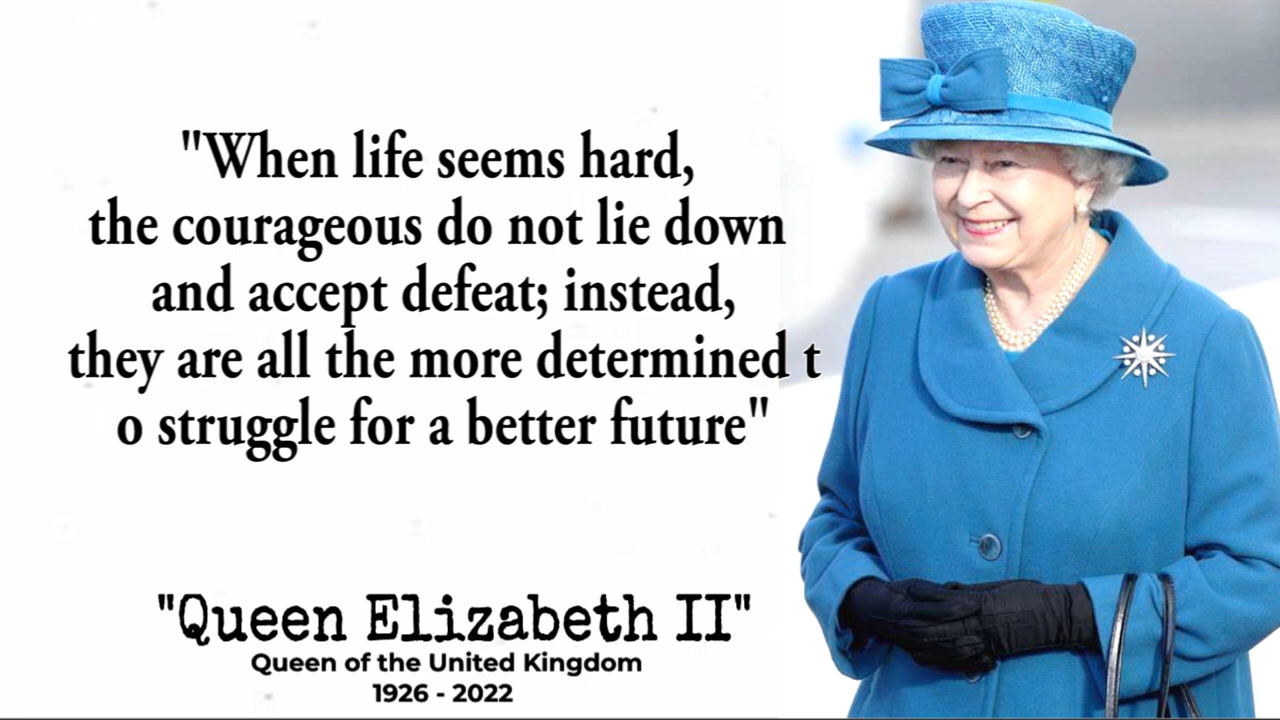 "When life seems hard,
the courageous do not lie down
and accept defeat; instead,
they are all the more determined t
o struggle for a better future"
"Queen Elizabeth II"
Queen of the United Kingdom
1926 - 2022